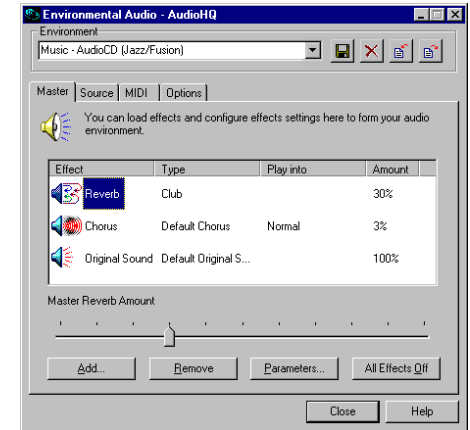 Environmental Audio - AudioHQ
Environment
Music - AudioCD (Jazz/Fusion)
Master Source MIDI Options
You can load effects and configure effects settings here to form your audio
environment.
Effect Type Play into Amount
Reverb Club 30%
Chorus Default Chorus Normal 3%
Original Sound Default Original S... 100%
Master Reverb Amount
Add... Remove Parameters... All Effects Off
Close Help